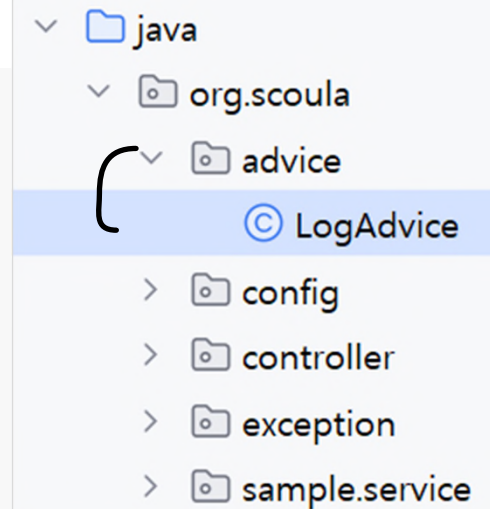 java
org.scoula
advice
LogAdvice
config
controller
exception
sample.service